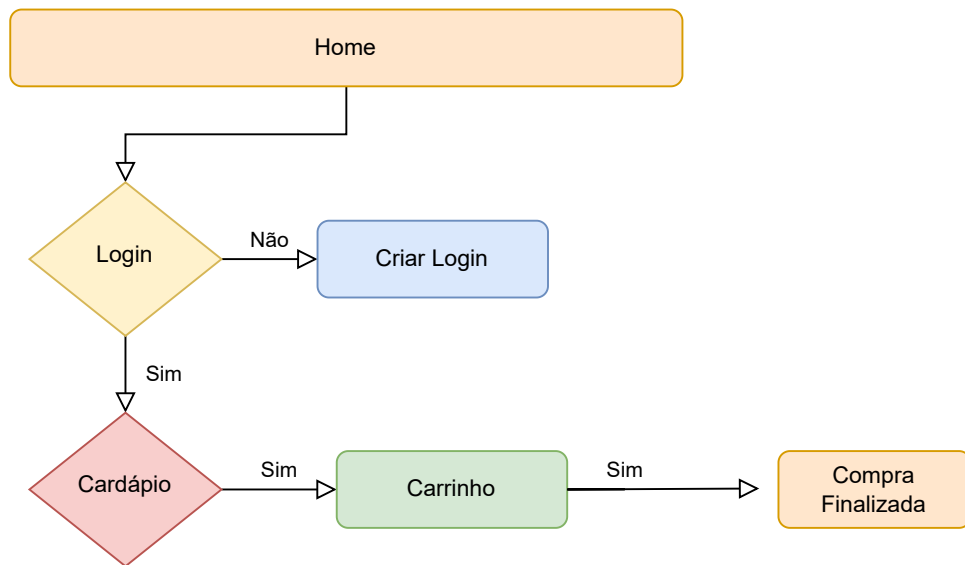 Home
Login
Não
Criar Login
Sim
Cardápio
Sim
Carrinho
Sim
Compra
Finalizada